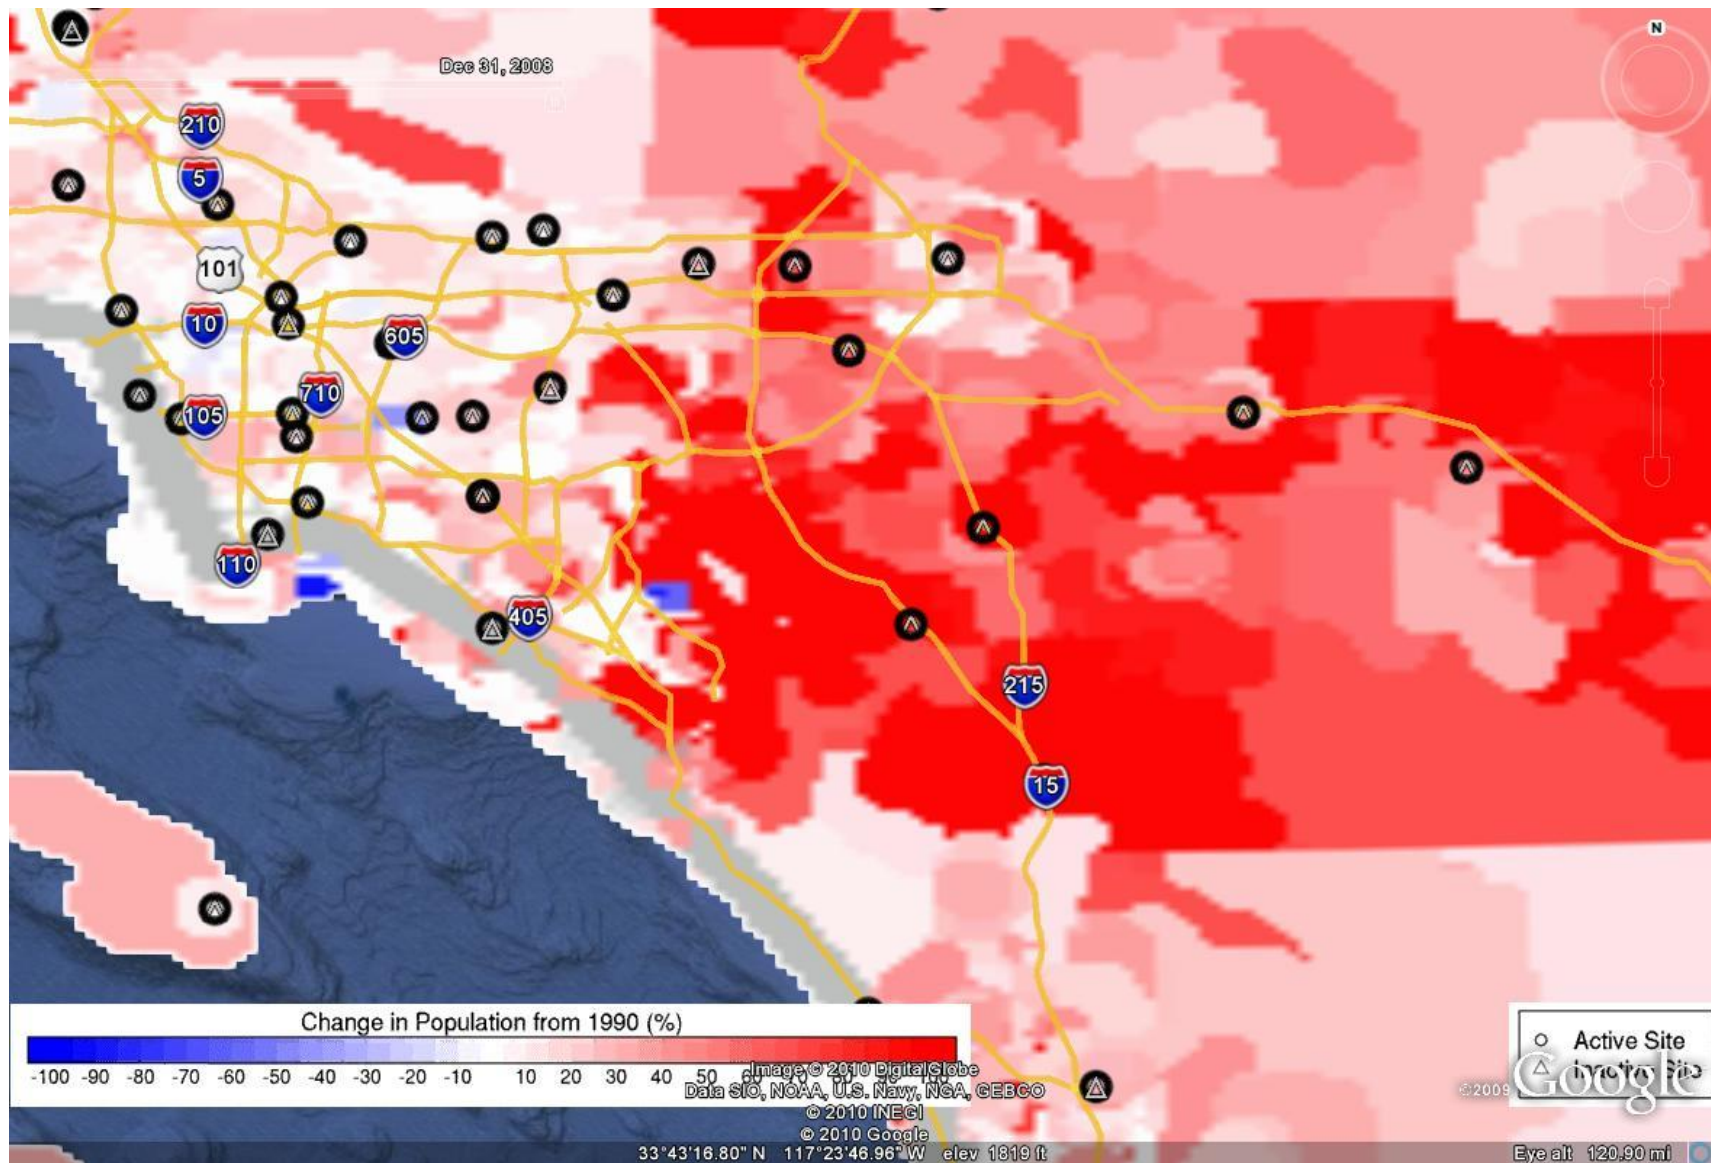 N
Dec 31, 2008
210
5
101
10
605
710
105
110
405
215
15
Change in Population from 1990 (%)
-100 -90 -80 -70 -60 -50 -40 -30 -20 -10 10 20 30 40 50
Active Site
Inactive Site
Google
©2009
Image © 2010 DigitalGlobe
Data SIO, NOAA, U.S. Navy, NGA, GEBCO
© 2010 INEGI
© 2010 Google
33°43'16.80" N 117°23'46.96" W elev 1819 ft
Eye alt 120.90 mi